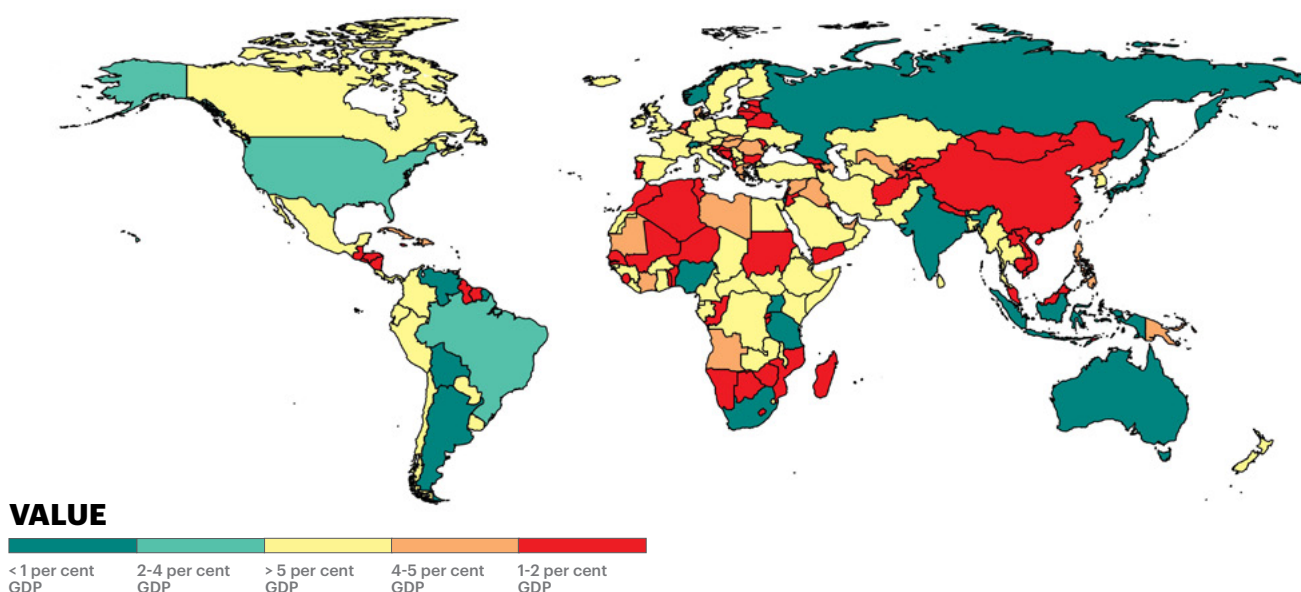 VALUE
< 1 per cent GDP
2-4 per cent GDP
> 5 per cent GDP
4-5 per cent GDP
1-2 per cent GDP